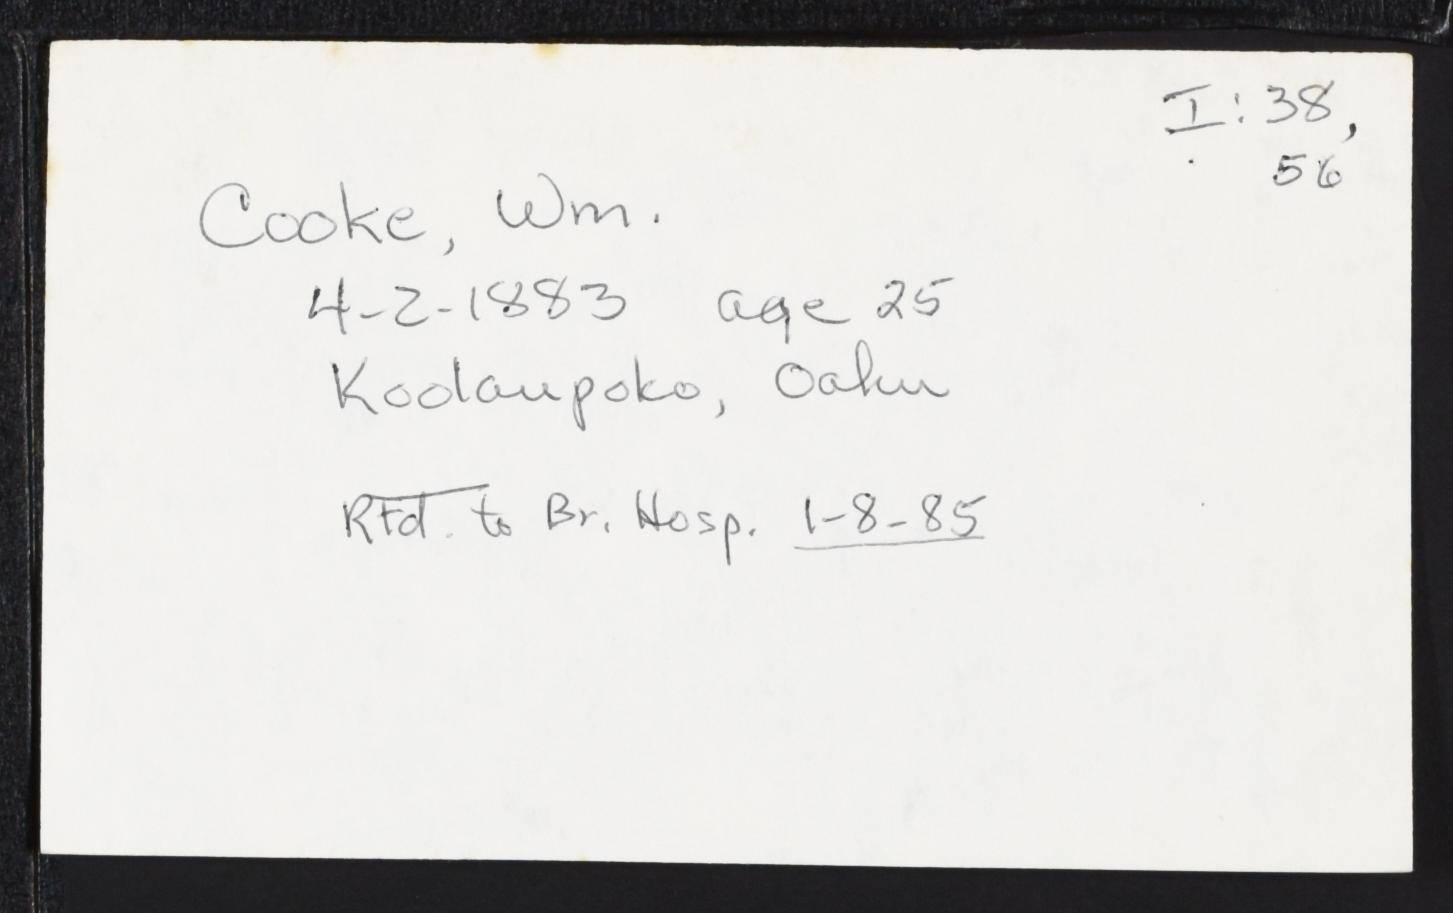 I: 38,
56
Cooke, Wm.
4-2-1883 age 25
Koolaupoko, Oahu
Rtd. to Br. Hosp. 1-8-85